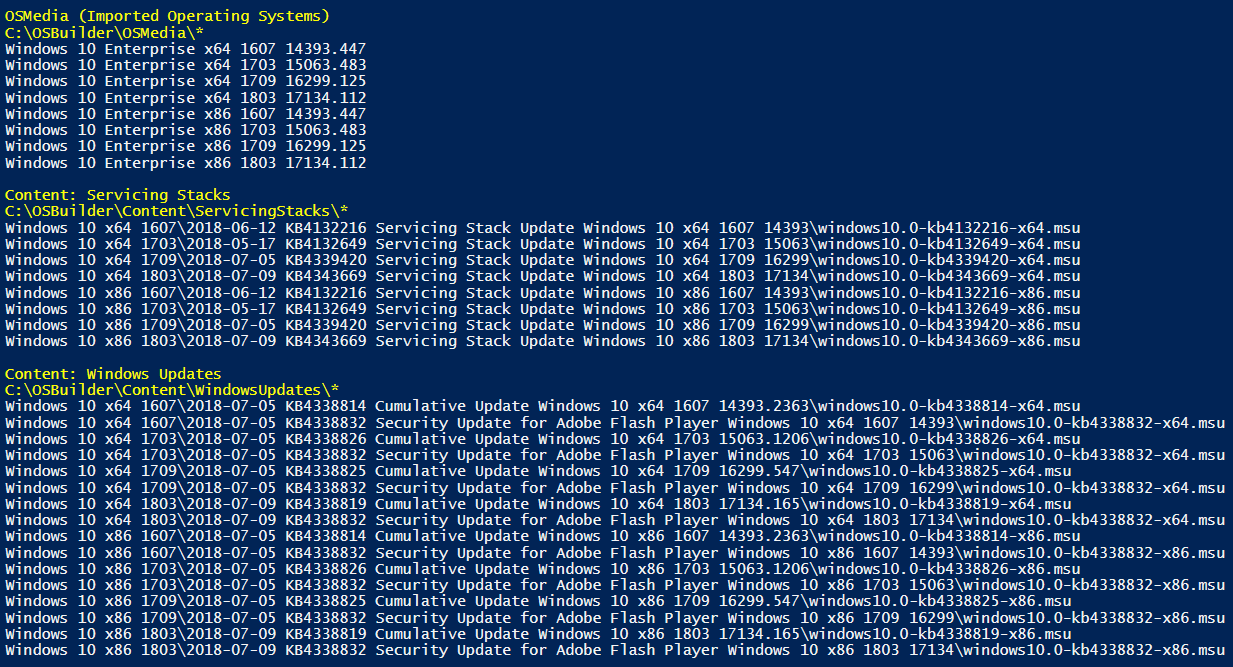 OSMedia (Imported Operating Systems)
C:\OSBuilder\OSMedia\*
Windows 10 Enterprise x64 1607 14393.447
Windows 10 Enterprise x64 1703 15063.483
Windows 10 Enterprise x64 1709 16299.125
Windows 10 Enterprise x64 1803 17134.112
Windows 10 Enterprise x86 1607 14393.447
Windows 10 Enterprise x86 1703 15063.483
Windows 10 Enterprise x86 1709 16299.125
Windows 10 Enterprise x86 1803 17134.112
Content: Servicing Stacks
C:\OSBuilder\Content\ServicingStacks\*
Windows 10 x64 1607\2018-06-12 KB4132216 Servicing Stack Update Windows 10 x64 1607 14393\windows10.0-kb4132216-x64.msu
Windows 10 x64 1703\2018-05-17 KB4132649 Servicing Stack Update Windows 10 x64 1703 15063\windows10.0-kb4132649-x64.msu
Windows 10 x64 1709\2018-07-05 KB4339420 Servicing Stack Update Windows 10 x64 1709 16299\windows10.0-kb4339420-x64.msu
Windows 10 x64 1803\2018-07-09 KB4343669 Servicing Stack Update Windows 10 x64 1803 17134\windows10.0-kb4343669-x64.msu
Windows 10 x86 1607\2018-06-12 KB4132216 Servicing Stack Update Windows 10 x86 1607 14393\windows10.0-kb4132216-x86.msu
Windows 10 x86 1703\2018-05-17 KB4132649 Servicing Stack Update Windows 10 x86 1703 15063\windows10.0-kb4132649-x86.msu
Windows 10 x86 1709\2018-07-05 KB4339420 Servicing Stack Update Windows 10 x86 1709 16299\windows10.0-kb4339420-x86.msu
Windows 10 x86 1803\2018-07-09 KB4343669 Servicing Stack Update Windows 10 x86 1803 17134\windows10.0-kb4343669-x86.msu
Content: Windows Updates
C:\OSBuilder\Content\WindowsUpdates\*
Windows 10 x64 1607\2018-07-05 KB4338814 Cumulative Update Windows 10 x64 1607 14393.2363\windows10.0-kb4338814-x64.msu
Windows 10 x64 1607\2018-07-05 KB4338832 Security Update for Adobe Flash Player Windows 10 x64 1607 14393\windows10.0-kb4338832-x64.msu
Windows 10 x64 1703\2018-07-05 KB4338826 Cumulative Update Windows 10 x64 1703 15063.1206\windows10.0-kb4338826-x64.msu
Windows 10 x64 1703\2018-07-05 KB4338832 Security Update for Adobe Flash Player Windows 10 x64 1703 15063\windows10.0-kb4338832-x64.msu
Windows 10 x64 1709\2018-07-05 KB4338825 Cumulative Update Windows 10 x64 1709 16299.547\windows10.0-kb4338825-x64.msu
Windows 10 x64 1709\2018-07-05 KB4338832 Security Update for Adobe Flash Player Windows 10 x64 1709 16299\windows10.0-kb4338832-x64.msu
Windows 10 x64 1803\2018-07-09 KB4338819 Cumulative Update Windows 10 x64 1803 17134.165\windows10.0-kb4338819-x64.msu
Windows 10 x64 1803\2018-07-09 KB4338832 Security Update for Adobe Flash Player Windows 10 x64 1803 17134\windows10.0-kb4338832-x64.msu
Windows 10 x86 1607\2018-07-05 KB4338814 Cumulative Update Windows 10 x86 1607 14393.2363\windows10.0-kb4338814-x86.msu
Windows 10 x86 1607\2018-07-05 KB4338832 Security Update for Adobe Flash Player Windows 10 x86 1607 14393\windows10.0-kb4338832-x86.msu
Windows 10 x86 1703\2018-07-05 KB4338826 Cumulative Update Windows 10 x86 1703 15063.1206\windows10.0-kb4338826-x86.msu
Windows 10 x86 1703\2018-07-05 KB4338832 Security Update for Adobe Flash Player Windows 10 x86 1703 15063\windows10.0-kb4338832-x86.msu
Windows 10 x86 1709\2018-07-05 KB4338825 Cumulative Update Windows 10 x86 1709 16299.547\windows10.0-kb4338825-x86.msu
Windows 10 x86 1709\2018-07-05 KB4338832 Security Update for Adobe Flash Player Windows 10 x86 1709 16299\windows10.0-kb4338832-x86.msu
Windows 10 x86 1803\2018-07-09 KB4338819 Cumulative Update Windows 10 x86 1803 17134.165\windows10.0-kb4338819-x86.msu
Windows 10 x86 1803\2018-07-09 KB4338832 Security Update for Adobe Flash Player Windows 10 x86 1803 17134\windows10.0-kb4338832-x86.msu